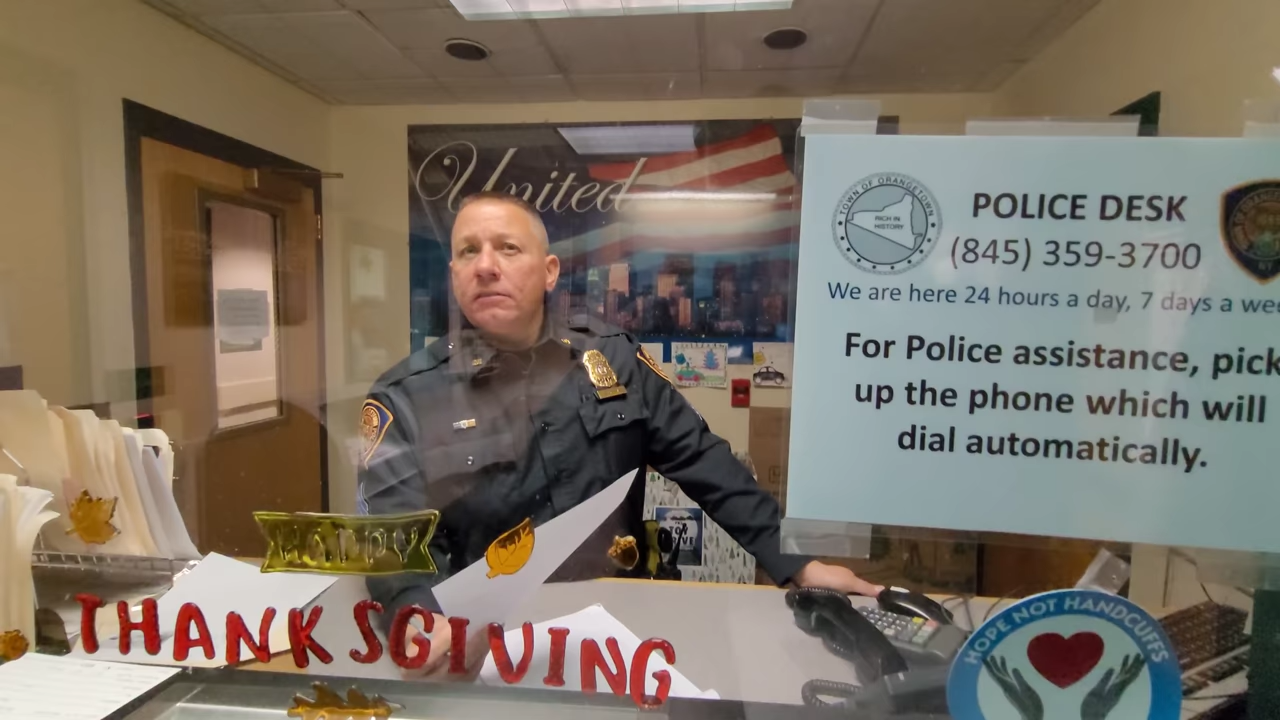 United
TOWN OF ORANGETOWN
RICH IN
HISTORY
POLICE DESK
(845) 359-3700
We are here 24 hours a day, 7 days a wee
For Police assistance, pick
up the phone which will
dial automatically.
HAPPY
THANKSGIVING
HOPE NOT HANDCUFFS